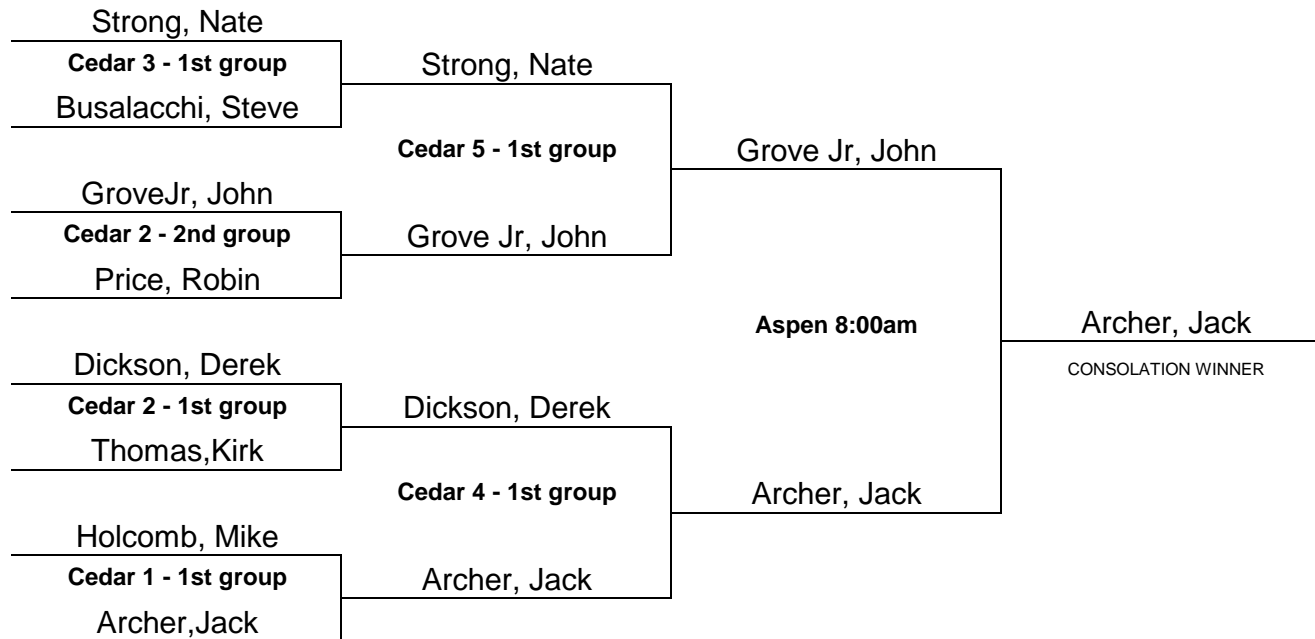 Strong, Nate
Cedar 3 - 1st group
Strong, Nate
Busalacchi, Steve
Cedar 5 - 1st group
Grove Jr, John
GroveJr, John
Cedar 2 - 2nd group
Grove Jr, John
Price, Robin
Aspen 8:00am
Archer, Jack
CONSOLATION WINNER
Dickson, Derek
Cedar 2 - 1st group
Dickson, Derek
Thomas,Kirk
Cedar 4 - 1st group
Archer, Jack
Holcomb, Mike
Cedar 1 - 1st group
Archer, Jack
Archer,Jack